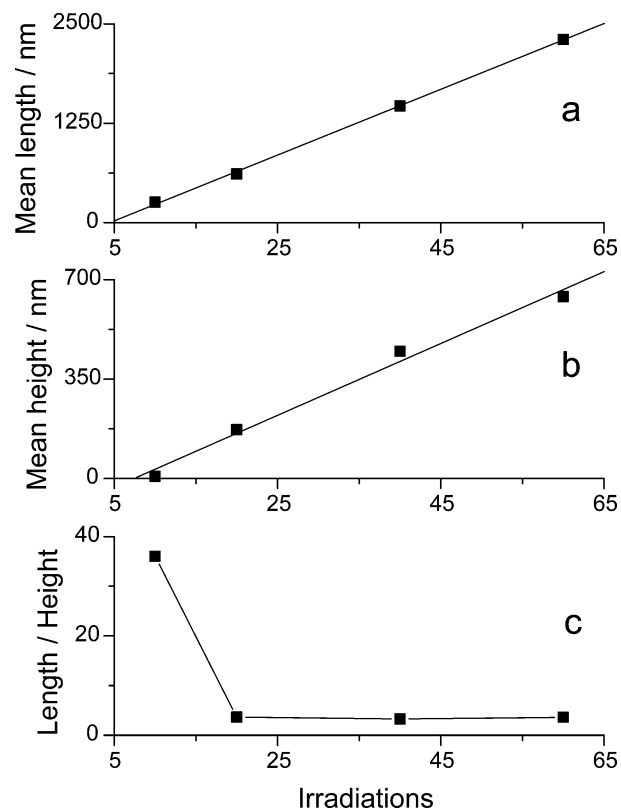 2500
1250
0
Mean length / nm
a
5 25 45 65
700
350
0
Mean height / nm
b
5 25 45 65
40
20
0
Length / Height
c
5 25 45 65
Irradiations